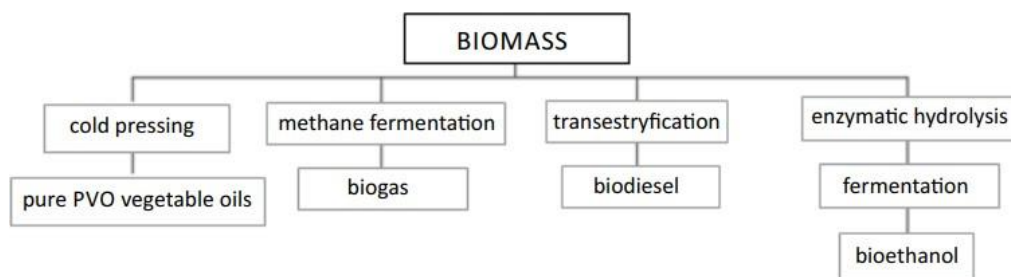 BIOMASS
cold pressing
methane fermentation
transestryfication
enzymatic hydrolysis
pure PVO vegetable oils
biogas
biodiesel
fermentation
bioethanol